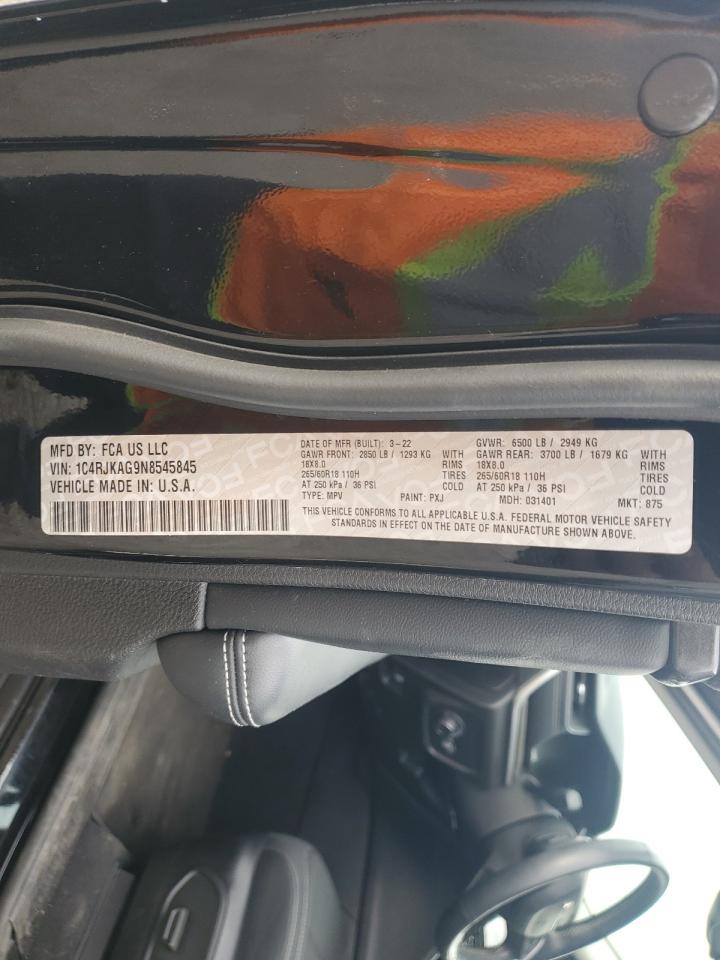 MFD BY: FCA US LLC
VIN: 1C4RJKAG9N8545845
VEHICLE MADE IN: U.S.A.
DATE OF MFR (BUILT): 3-22
GAWR FRONT: 2850 LB / 1293 KG WITH
18X8.0 RIMS
265/60R18 110H TIRES
AT 250 kPa / 36 PSI COLD
TYPE: MPV PAINT: PXJ
GVWR: 6500 LB / 2949 KG
GAWR REAR: 3700 LB / 1679 KG WITH
18X8.0 RIMS
265/60R18 110H TIRES
AT 250 kPa / 36 PSI COLD
MDH: 031401 MKT: 875
THIS VEHICLE CONFORMS TO ALL APPLICABLE U.S.A. FEDERAL MOTOR VEHICLE SAFETY
STANDARDS IN EFFECT ON THE DATE OF MANUFACTURE SHOWN ABOVE.